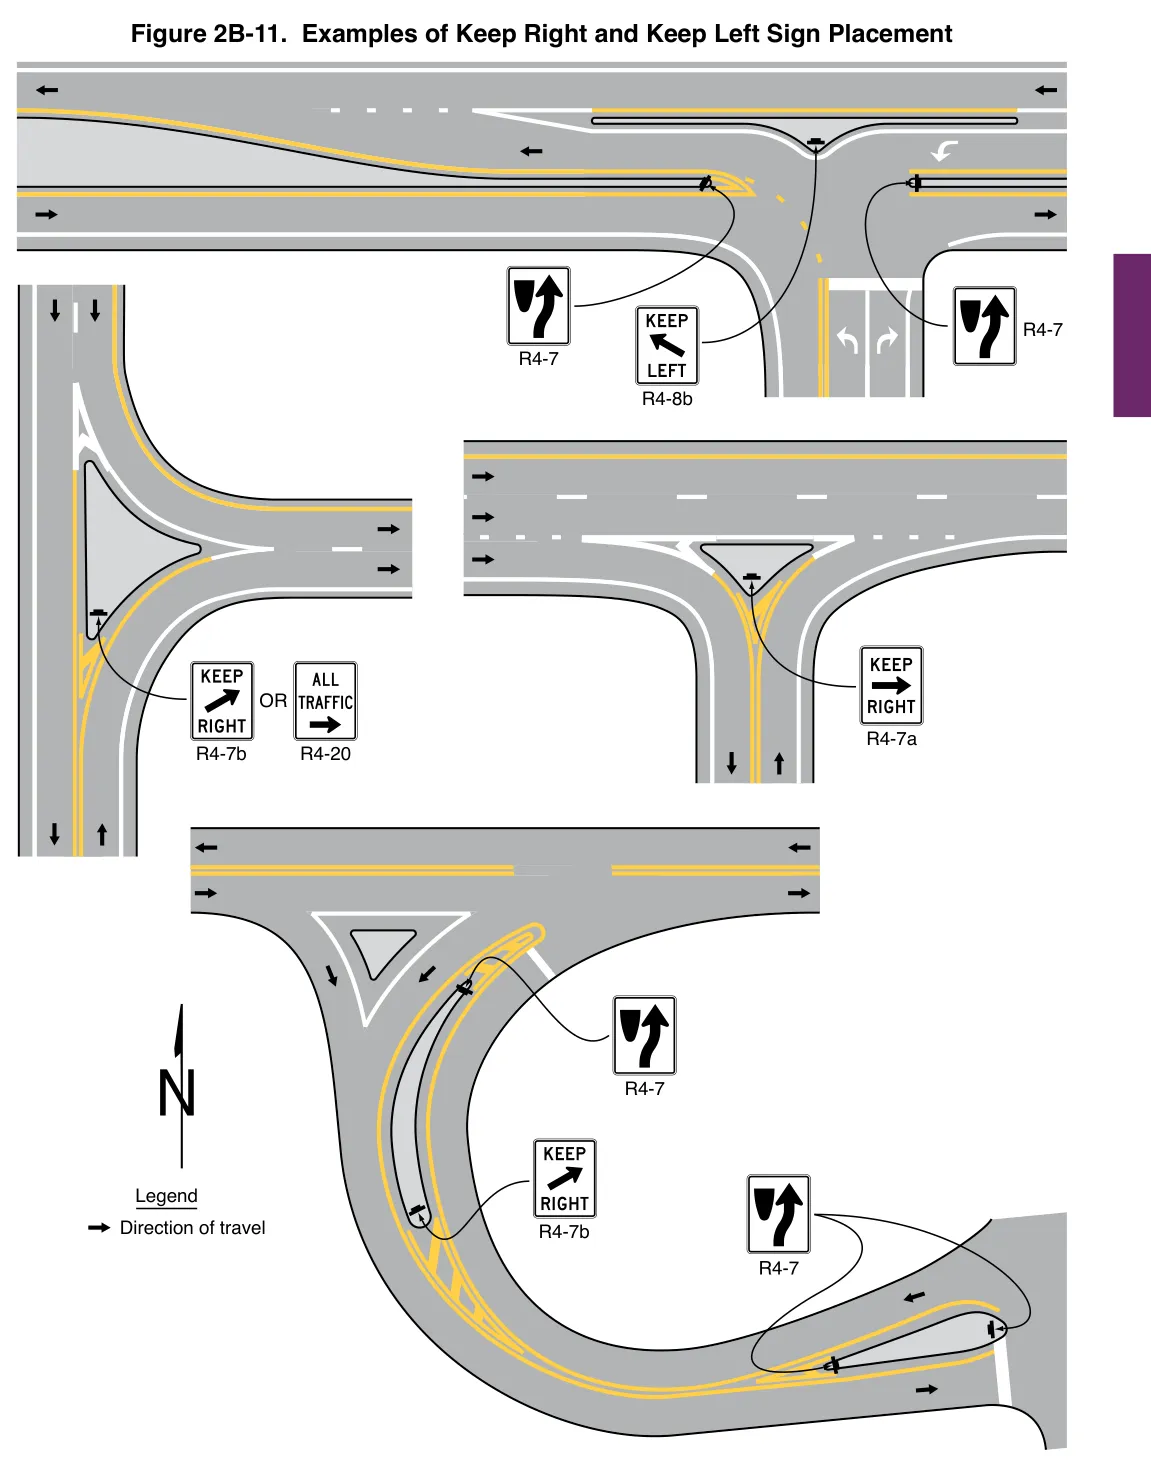 Figure 2B-11. Examples of Keep Right and Keep Left Sign Placement
R4-7
KEEP
LEFT
R4-8b
R4-7
KEEP
RIGHT
R4-7b
OR
ALL
TRAFFIC
R4-20
KEEP
RIGHT
R4-7a
R4-7
KEEP
RIGHT
R4-7b
R4-7
N
Legend
Direction of travel